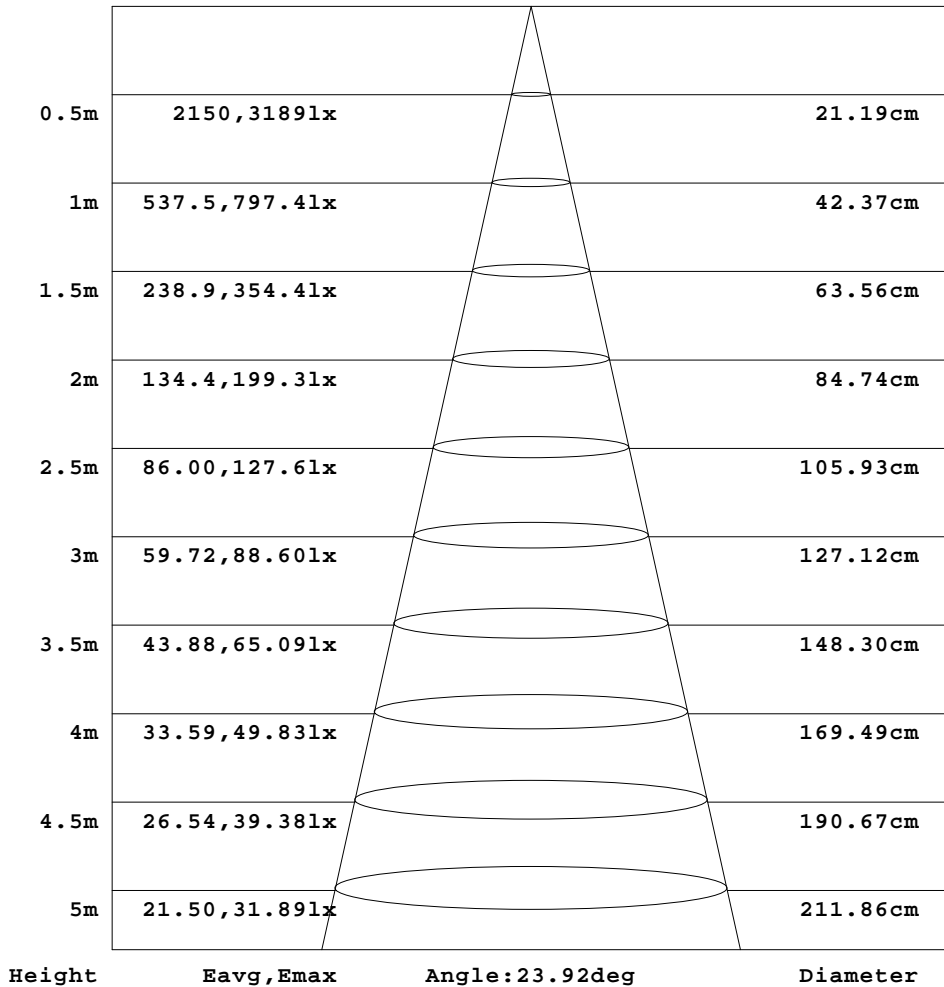 0.5m 2150,3189lx 21.19cm
1m 537.5,797.4lx 42.37cm
1.5m 238.9,354.4lx 63.56cm
2m 134.4,199.3lx 84.74cm
2.5m 86.00,127.6lx 105.93cm
3m 59.72,88.60lx 127.12cm
3.5m 43.88,65.09lx 148.30cm
4m 33.59,49.83lx 169.49cm
4.5m 26.54,39.38lx 190.67cm
5m 21.50,31.89lx 211.86cm
Height Eavg,Emax Angle:23.92deg Diameter